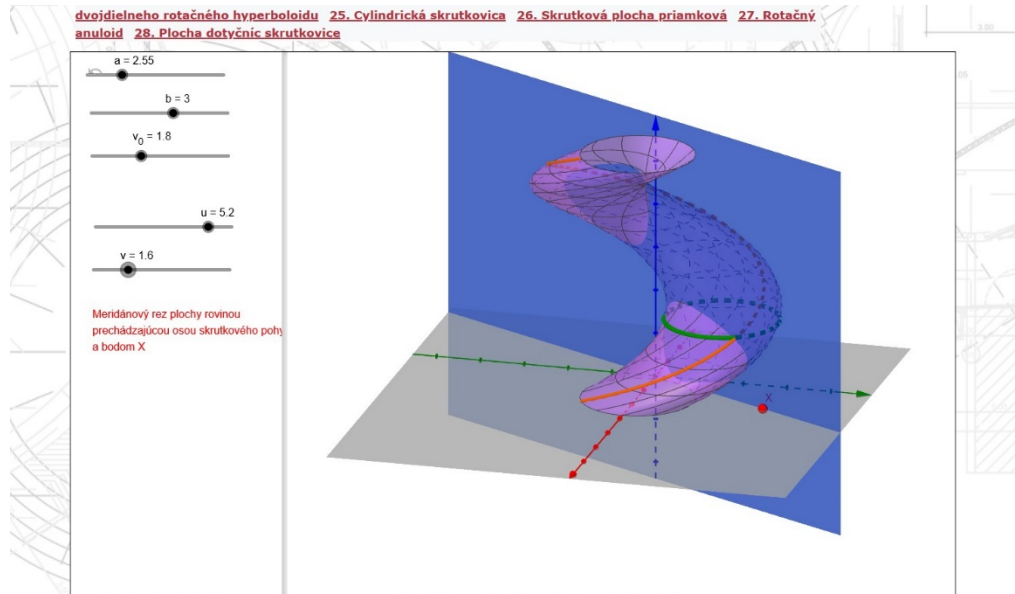 dvojdielneho rotačného hyperboloidu 25. Cylindrická skrutkovica 26. Skrutková plocha priamková 27. Rotačný
anuloid 28. Plocha dotyčníc skrutkovice
a = 2.55
b = 3
v0 = 1.8
u = 5.2
v = 1.6
Meridánový rez plochy rovinou
prechádzajúcou osou skrutkového pohy
a bodom X
X